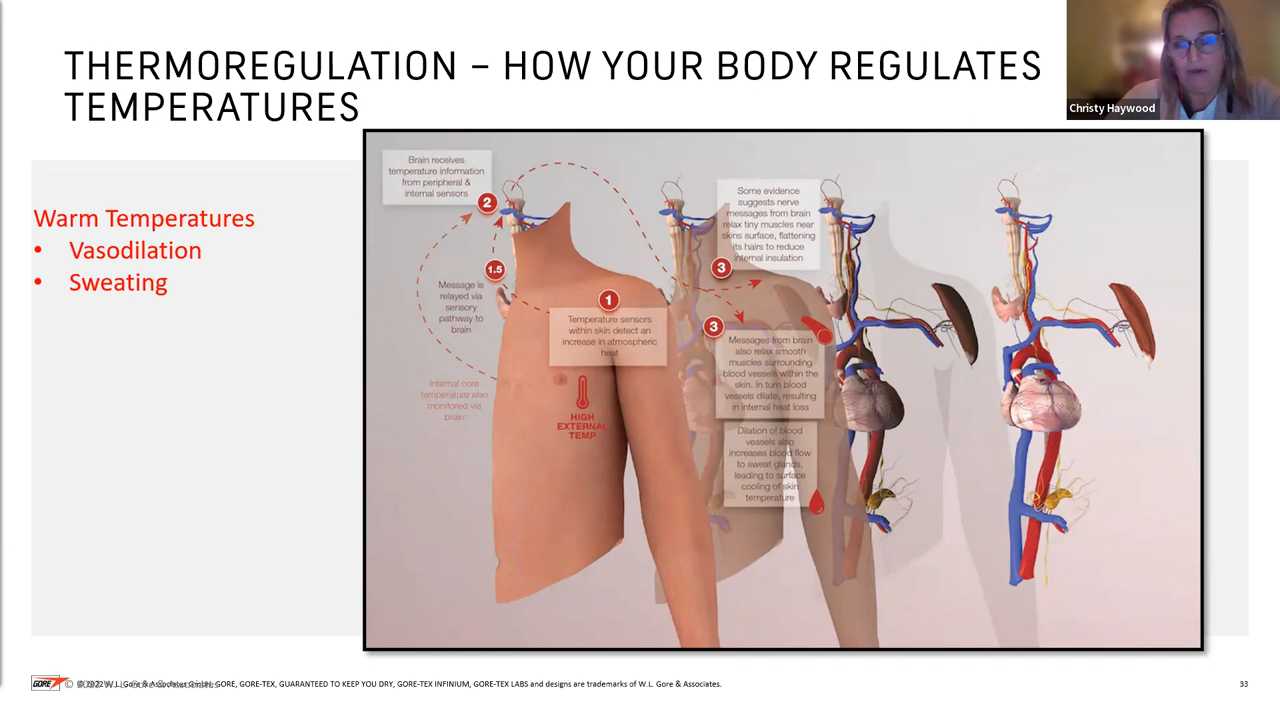 THERMOREGULATION – HOW YOUR BODY REGULATES
TEMPERATURES
Christy Haywood
Warm Temperatures
• Vasodilation
• Sweating
Brain receives
temperature information
from peripheral &
internal sensors
2
1.5
Message is
relayed via
sensory
pathway to
brain
Internal core
temperature also
monitored via
brain
1
Temperature sensors
within skin detect an
increase in atmospheric
heat
HIGH
EXTERNAL
TEMP
Some evidence
suggests nerve
messages from brain
relax tiny muscles near
skins surface, flattening
its hairs to reduce
internal insulation
3
3
Messages from brain
also relax smooth
muscles surrounding
blood vessels within the
skin. In turn blood
vessels dilate, resulting
in internal heat loss
Dilation of blood
vessels also
increases blood flow
to sweat glands,
leading to surface
cooling of skin
temperature
GORE © 2022 W. L. Gore & Associates GORE, GORE-TEX, GUARANTEED TO KEEP YOU DRY, GORE-TEX INFINIUM, GORE-TEX LABS and designs are trademarks of W.L. Gore & Associates.
33